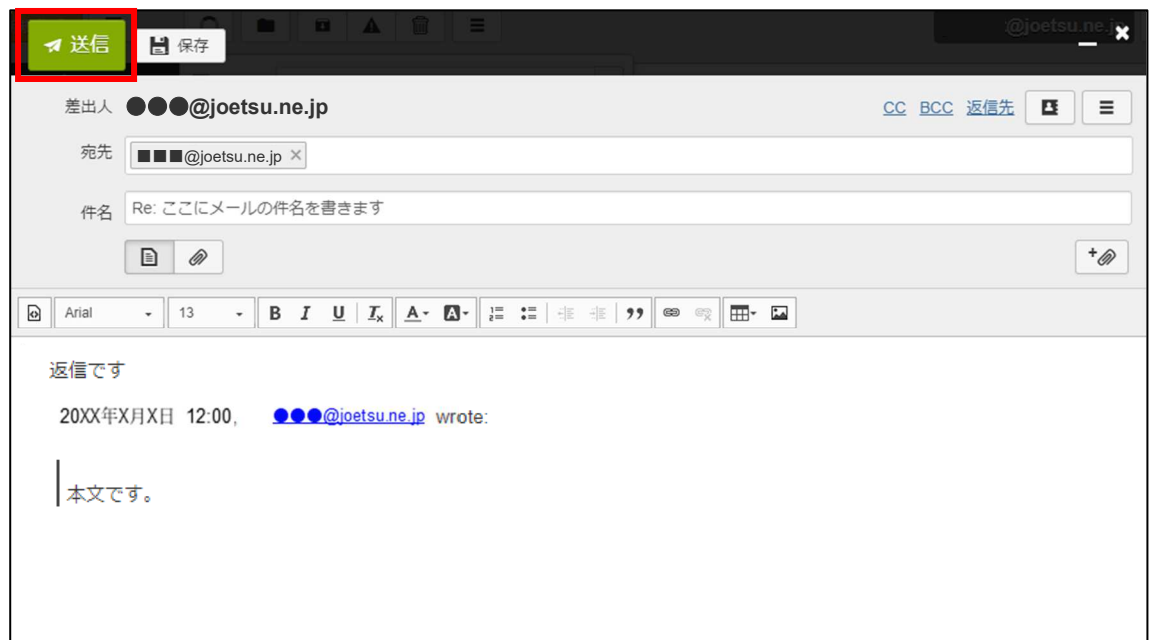 送信 保存 @joetsu.ne.jp
差出人 ●●●@joetsu.ne.jp CC BCC 返信先
宛先 ■■■@joetsu.ne.jp ×
件名 Re: ここにメールの件名を書きます
Arial 13 B I U Tx A A
返信です
20XX年X月X日 12:00, ●●●@joetsu.ne.jp wrote:
本文です。